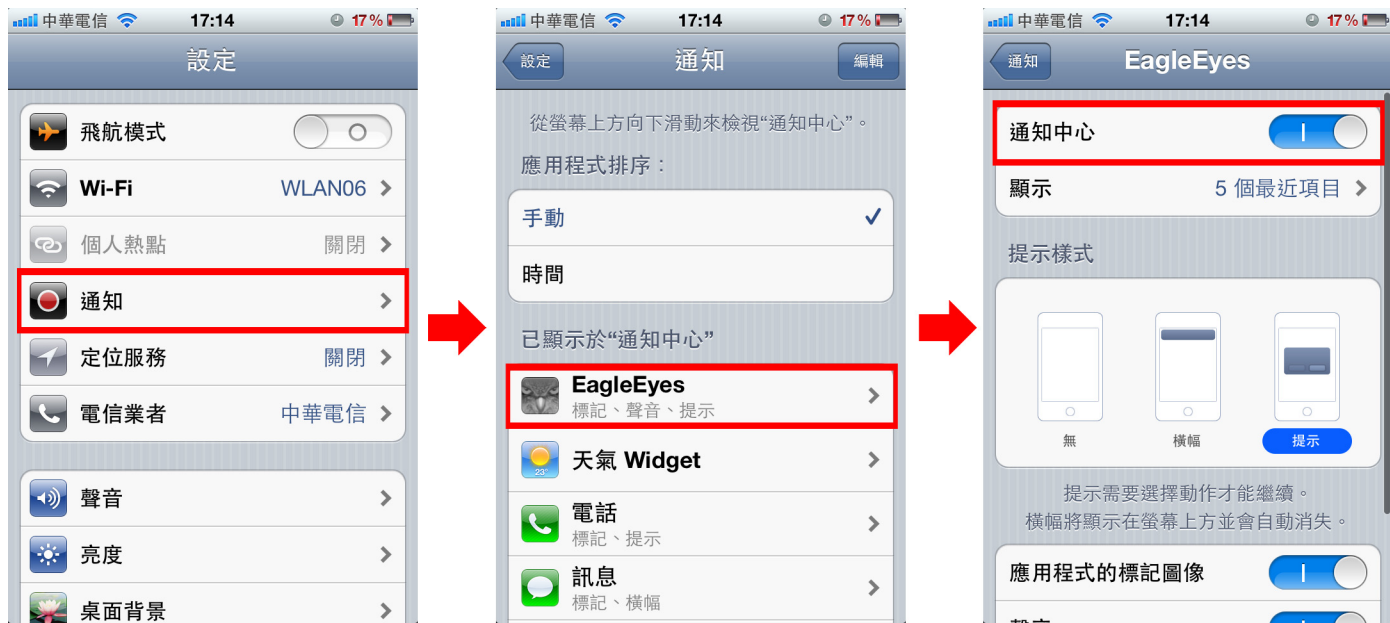 中華電信 17:14 17%
設定
飛航模式
Wi-Fi WLAN06
個人熱點 關閉
通知
定位服務 關閉
電信業者 中華電信
聲音
亮度
桌面背景
中華電信 17:14 17%
設定 通知 編輯
從螢幕上方向下滑動來檢視“通知中心”。
應用程式排序：
手動
時間
已顯示於“通知中心”
EagleEyes
標記、聲音、提示
23°
天氣 Widget
電話
標記、提示
訊息
標記、橫幅
中華電信 17:14 17%
通知 EagleEyes
通知中心
顯示 5 個最近項目
提示樣式
無 橫幅 提示
提示需要選擇動作才能繼續。
橫幅將顯示在螢幕上方並會自動消失。
應用程式的標記圖像